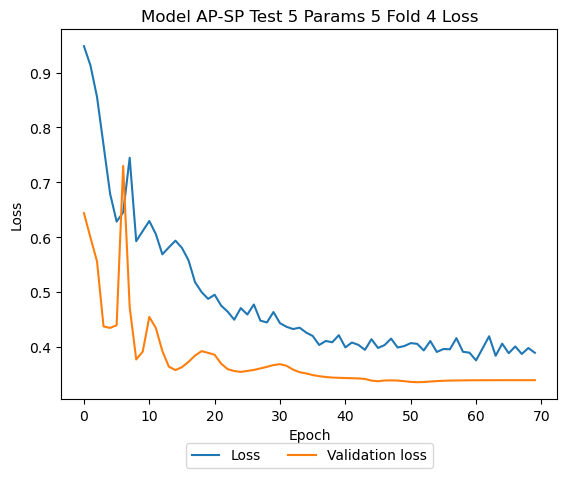 Model AP-SP Test 5 Params 5 Fold 4 Loss
Loss
0.9
0.8
0.7
0.6
0.5
0.4
0 10 20 30 40 50 60 70
Epoch
Loss Validation loss